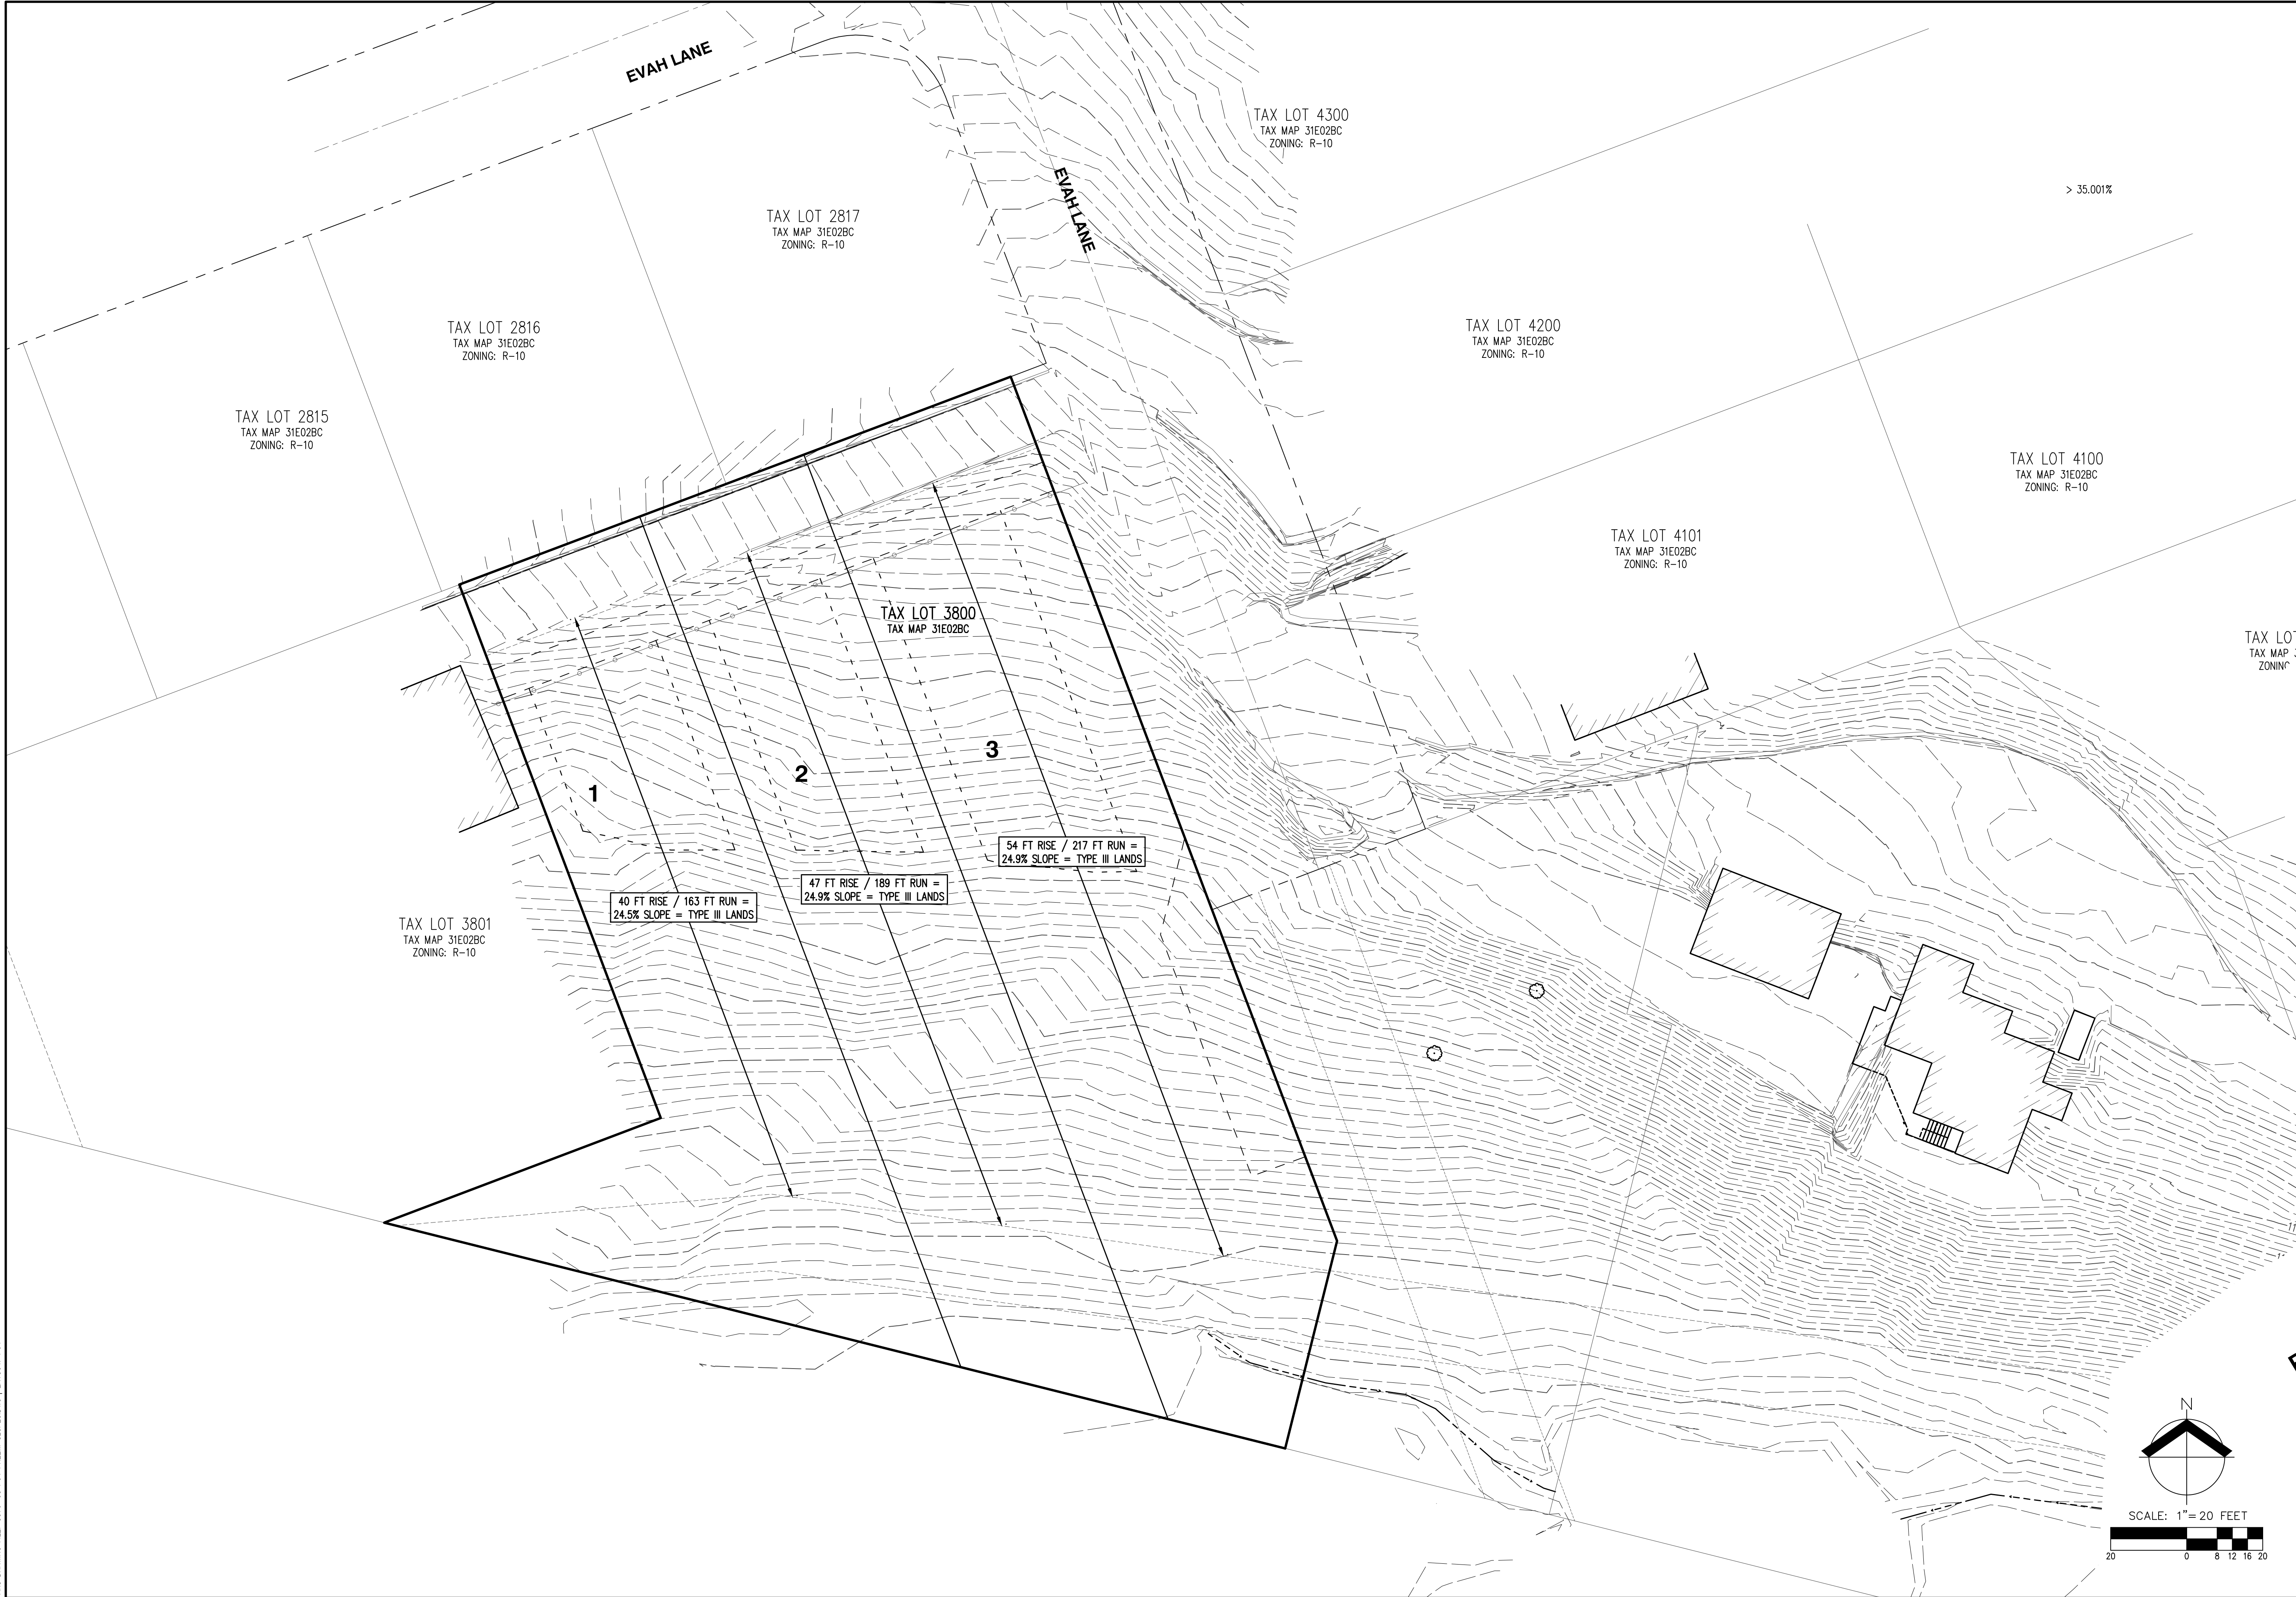 EVAH LANE
TAX LOT 4300
TAX MAP 31E02BC
ZONING: R-10
EVAH LANE
> 35.001%
TAX LOT 2817
TAX MAP 31E02BC
ZONING: R-10
TAX LOT 2816
TAX MAP 31E02BC
ZONING: R-10
TAX LOT 4200
TAX MAP 31E02BC
ZONING: R-10
TAX LOT 2815
TAX MAP 31E02BC
ZONING: R-10
TAX LOT 4100
TAX MAP 31E02BC
ZONING: R-10
TAX LOT 4101
TAX MAP 31E02BC
ZONING: R-10
TAX LOT 3800
TAX MAP 31E02BC
TAX LOT
TAX MAP
1
2
3
54 FT RISE / 217 FT RUN =
24.9% SLOPE = TYPE III LANDS
47 FT RISE / 189 FT RUN =
24.9% SLOPE = TYPE III LANDS
40 FT RISE / 163 FT RUN =
24.5% SLOPE = TYPE III LANDS
TAX LOT 3801
TAX MAP 31E02BC
ZONING: R-10
N
SCALE: 1"= 20 FEET
20 0 8 12 16 20